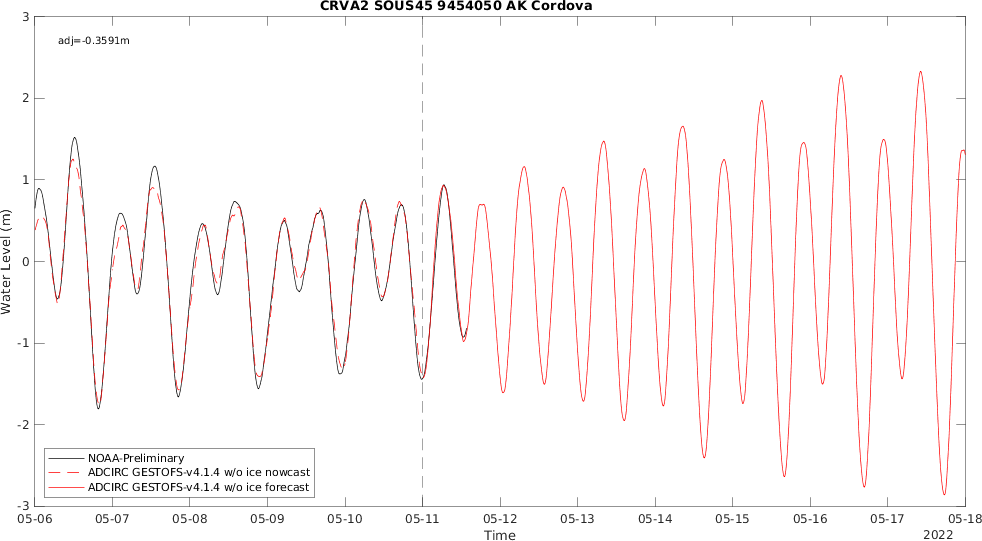 CRVA2 SOUS45 9454050 AK Cordova
adj=-0.3591m
3
2
1
0
-1
-2
-3
Water Level (m)
NOAA-Preliminary
ADCIRC GESTOFS-v4.1.4 w/o ice nowcast
ADCIRC GESTOFS-v4.1.4 w/o ice forecast
05-06 05-07 05-08 05-09 05-10 05-11 05-12 05-13 05-14 05-15 05-16 05-17 05-18
Time
2022